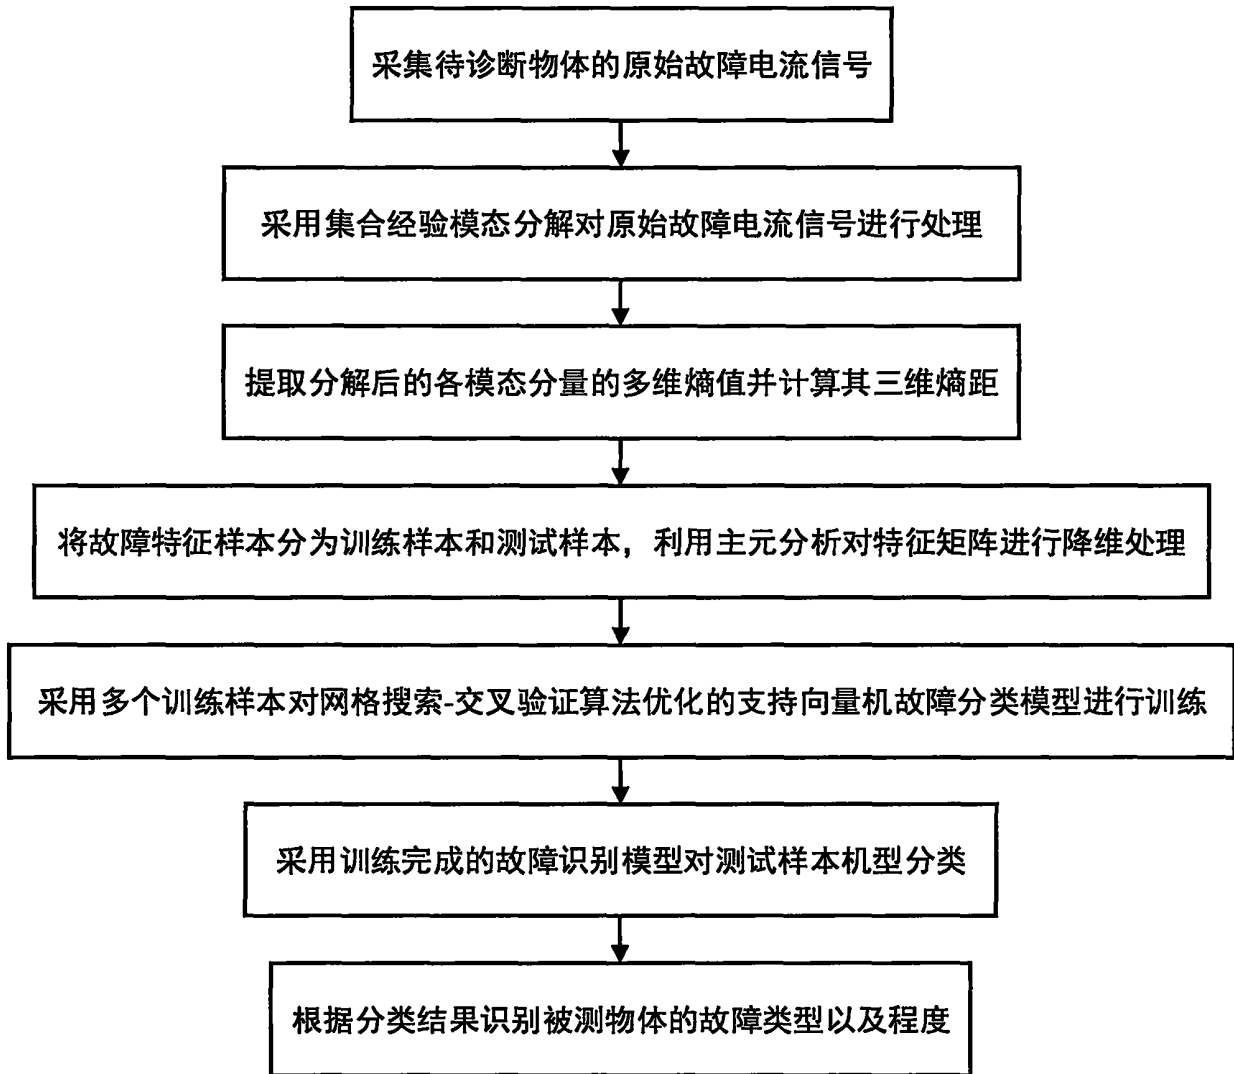 采集待诊断物体的原始故障电流信号
采用集合经验模态分解对原始故障电流信号进行处理
提取分解后的各模态分量的多维熵值并计算其三维熵距
将故障特征样本分为训练样本和测试样本，利用主元分析对特征矩阵进行降维处理
采用多个训练样本对网格搜索-交叉验证算法优化的支持向量机故障分类模型进行训练
采用训练完成的故障识别模型对测试样本机型分类
根据分类结果识别被测物体的故障类型以及程度